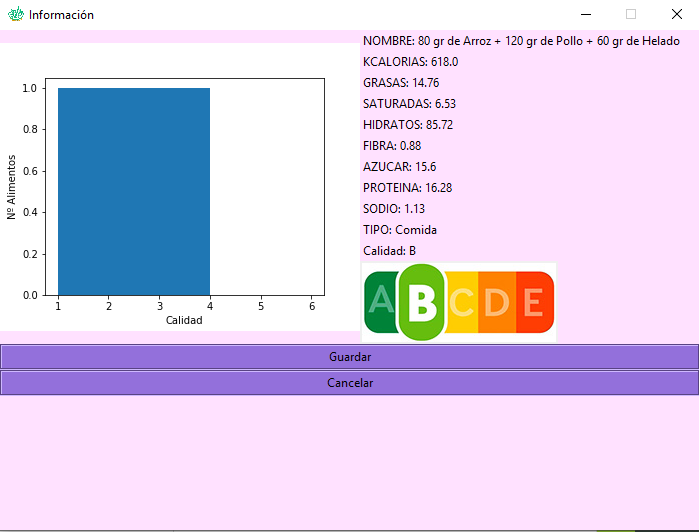 Información
NOMBRE: 80 gr de Arroz + 120 gr de Pollo + 60 gr de Helado
KCALORIAS: 618.0
GRASAS: 14.76
SATURADAS: 6.53
HIDRATOS: 85.72
FIBRA: 0.88
AZUCAR: 15.6
PROTEINA: 16.28
SODIO: 1.13
TIPO: Comida
Calidad: B
A B C D E
1.0
0.8
0.6
0.4
0.2
0.0
Nº Alimentos
1 2 3 4 5 6
Calidad
Guardar
Cancelar